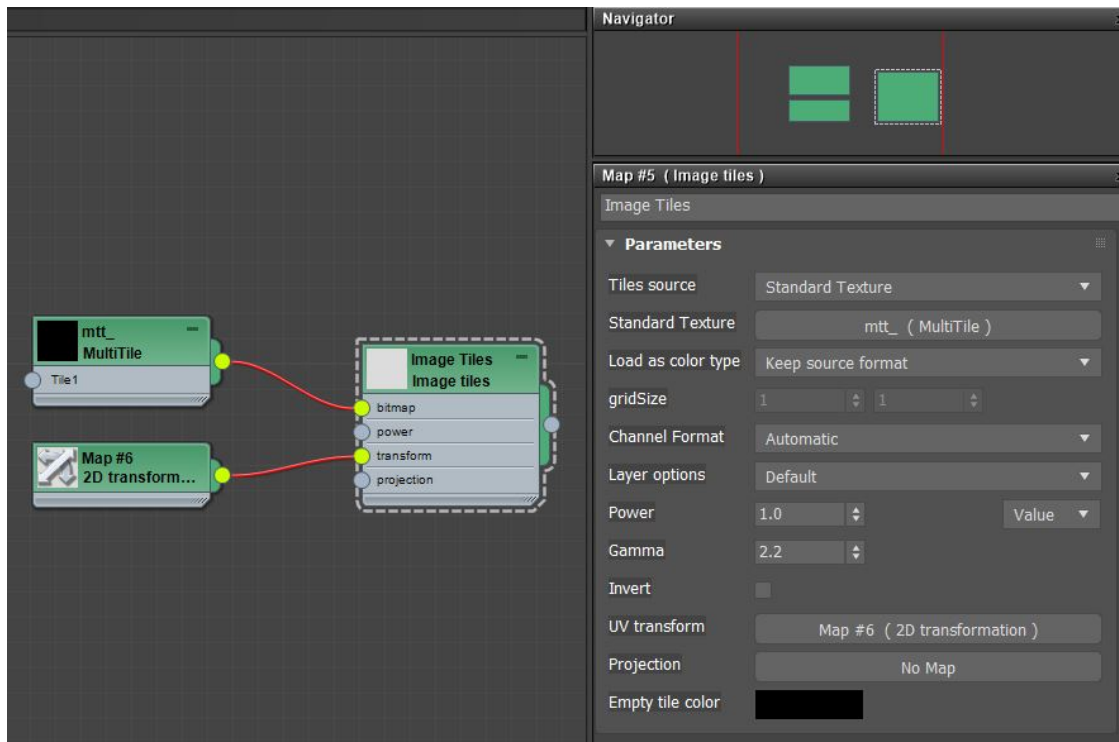 mtt_
MultiTile
Tile1
Map #6
2D transform...
Image Tiles
Image tiles
bitmap
power
transform
projection
Navigator
Map #5 ( Image tiles )
Image Tiles
Parameters
Tiles source Standard Texture
Standard Texture mtt_ ( MultiTile )
Load as color type Keep source format
gridSize 1 1
Channel Format Automatic
Layer options Default
Power 1.0 Value
Gamma 2.2
Invert
UV transform Map #6 ( 2D transformation )
Projection No Map
Empty tile color